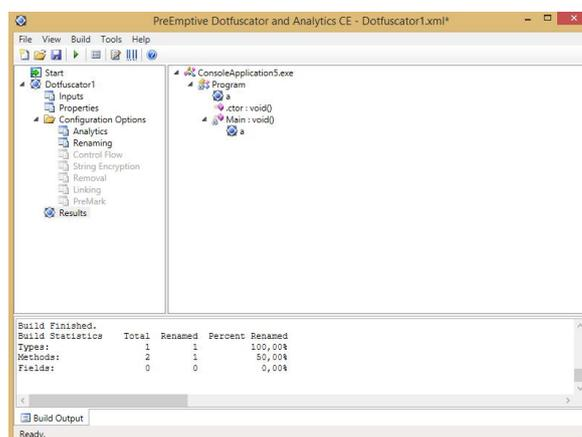 PreEmptive Dotfuscator and Analytics CE - Dotfuscator1.xml*
File View Build Tools Help
Start
Dotfuscator1
Inputs
Properties
Configuration Options
Analytics
Renaming
Control Flow
String Encryption
Removal
Linking
PreMark
Results
ConsoleApplication5.exe
Program
a
.ctor : void()
Main : void()
a
Build Finished.
Build Statistics Total Renamed Percent Renamed
Types: 1 1 100,00%
Methods: 2 1 50,00%
Fields: 0 0 0,00%
Build Output
Ready.